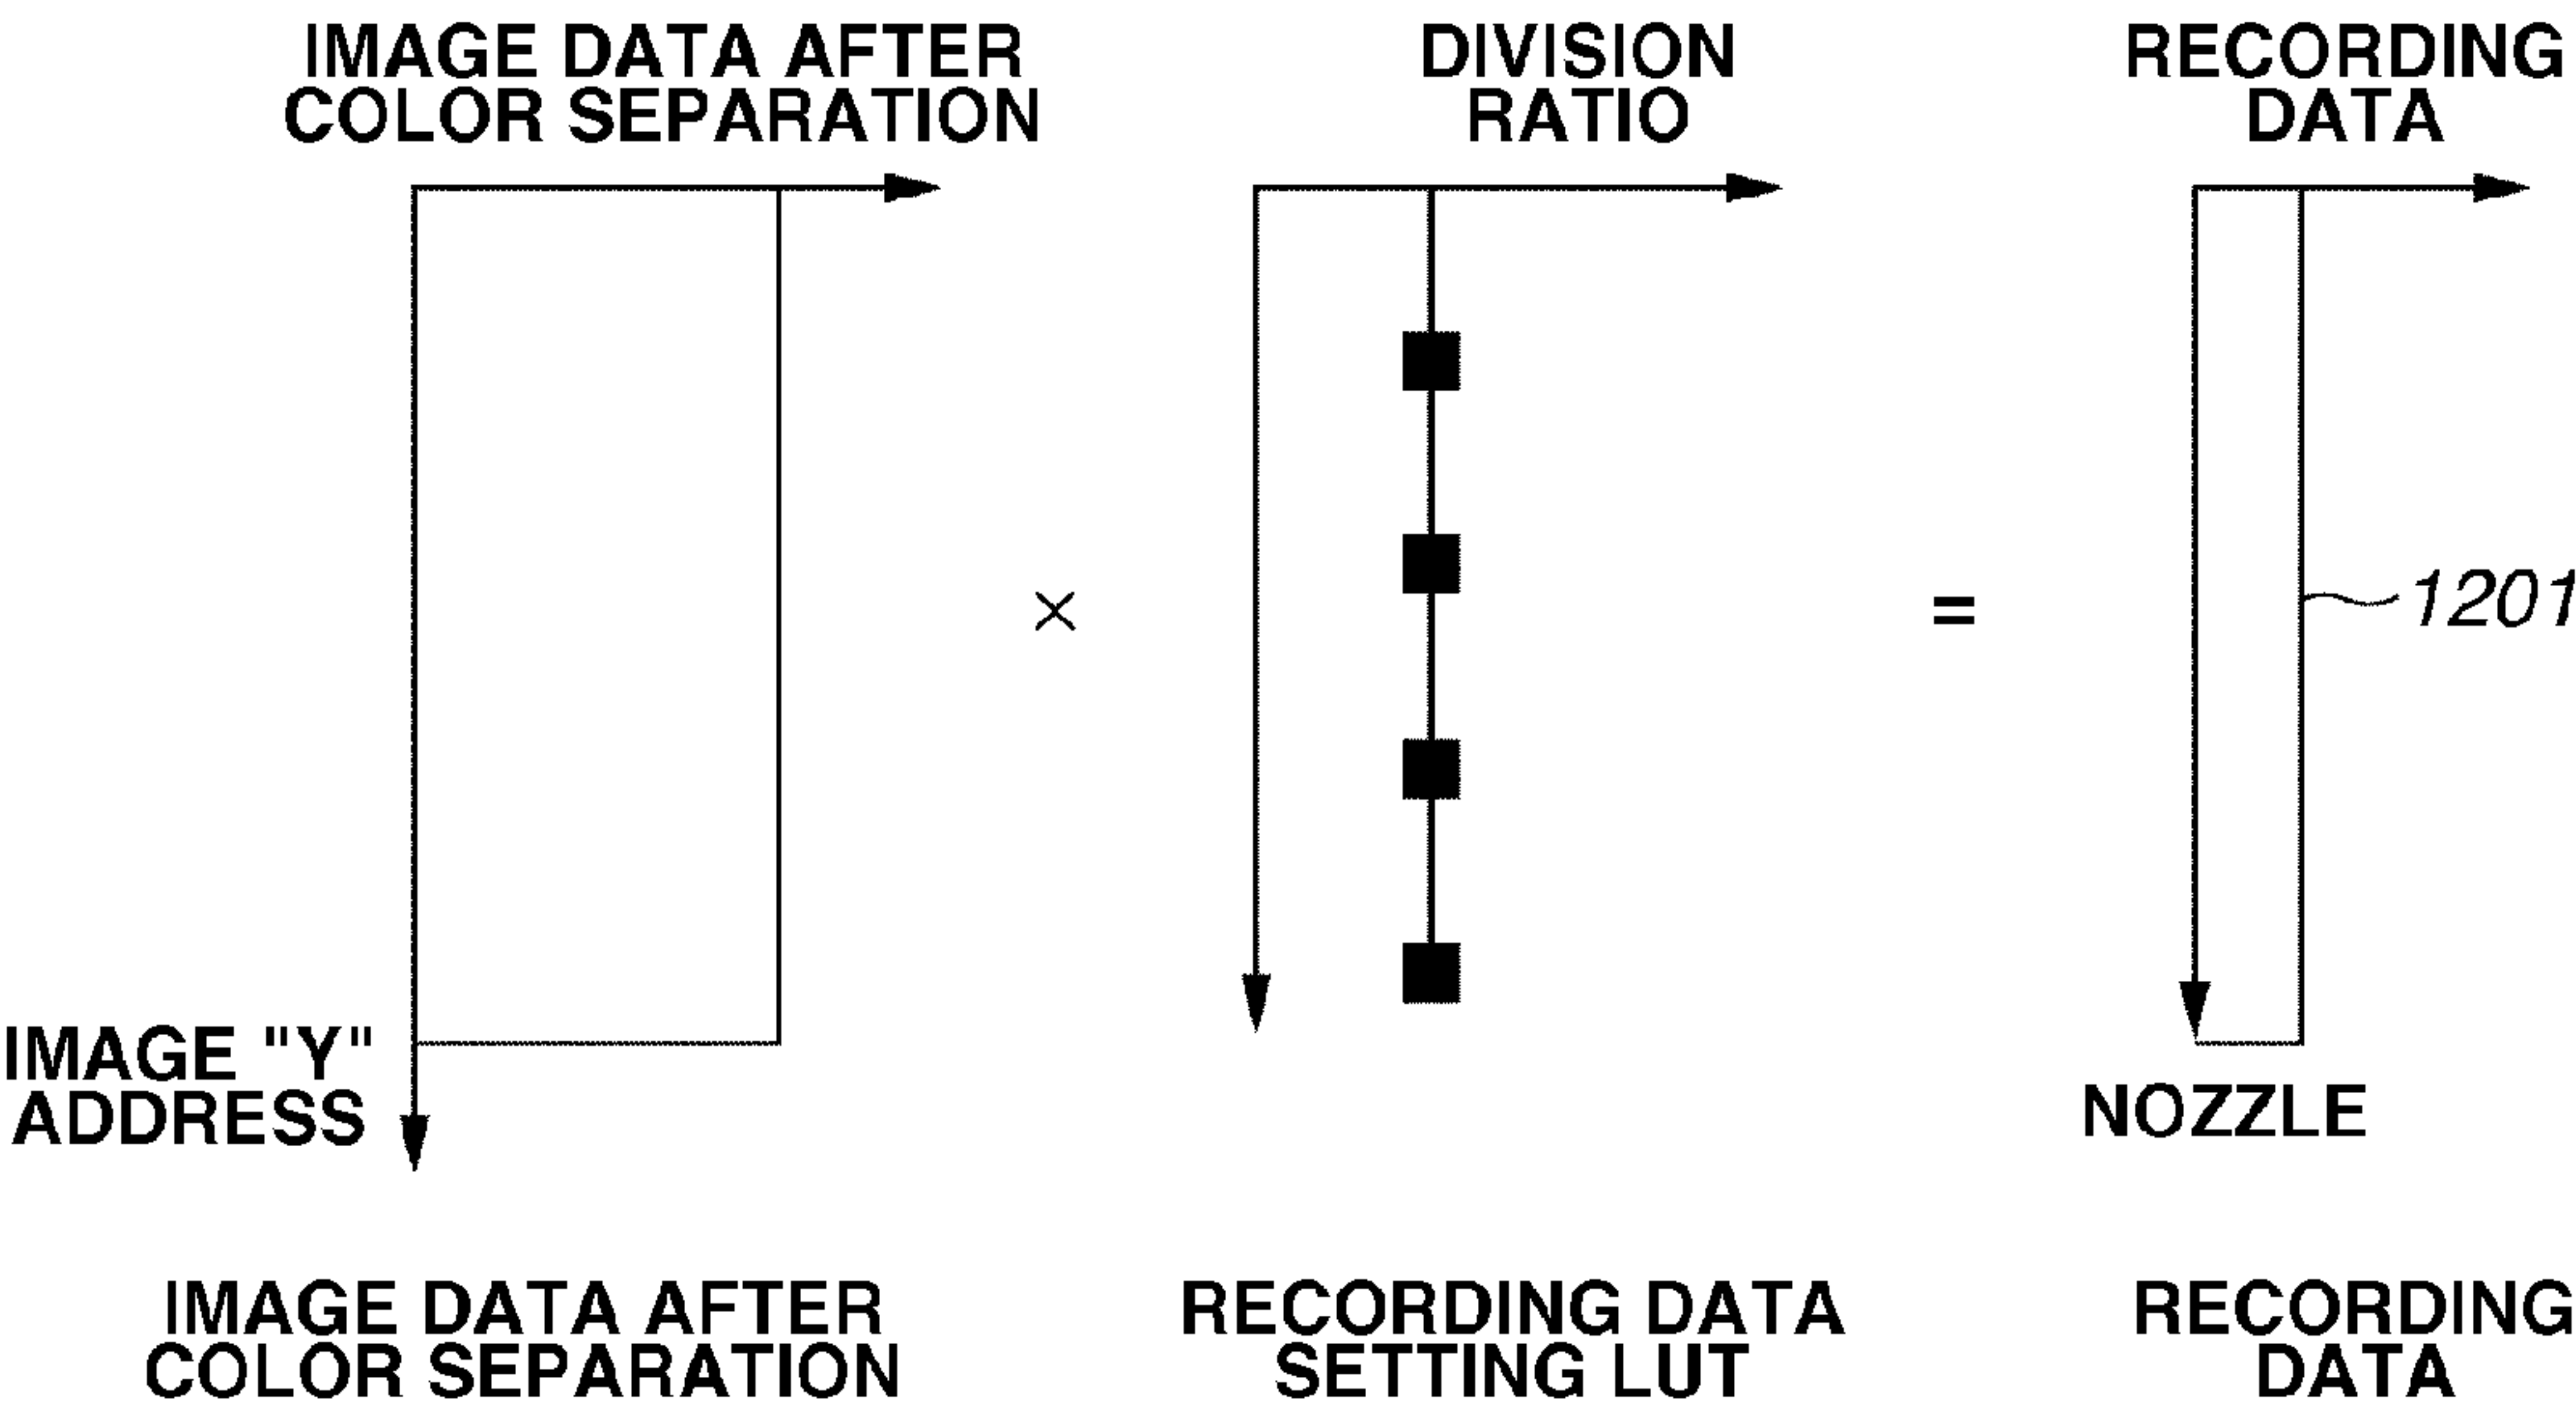 IMAGE DATA AFTER
COLOR SEPARATION
DIVISION
RATIO
RECORDING
DATA
×
=
1201
IMAGE "Y"
ADDRESS
NOZZLE
IMAGE DATA AFTER
COLOR SEPARATION
RECORDING DATA
SETTING LUT
RECORDING
DATA